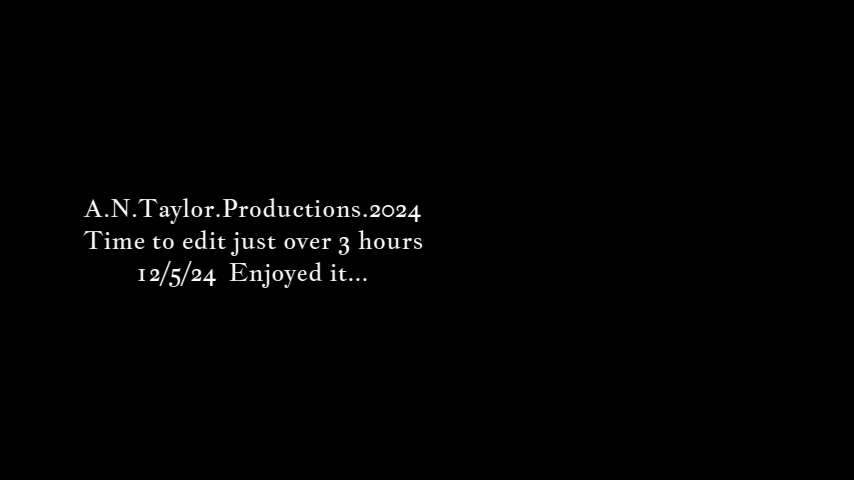 A.N.Taylor.Productions.2024
Time to edit just over 3 hours
12/5/24  Enjoyed it...